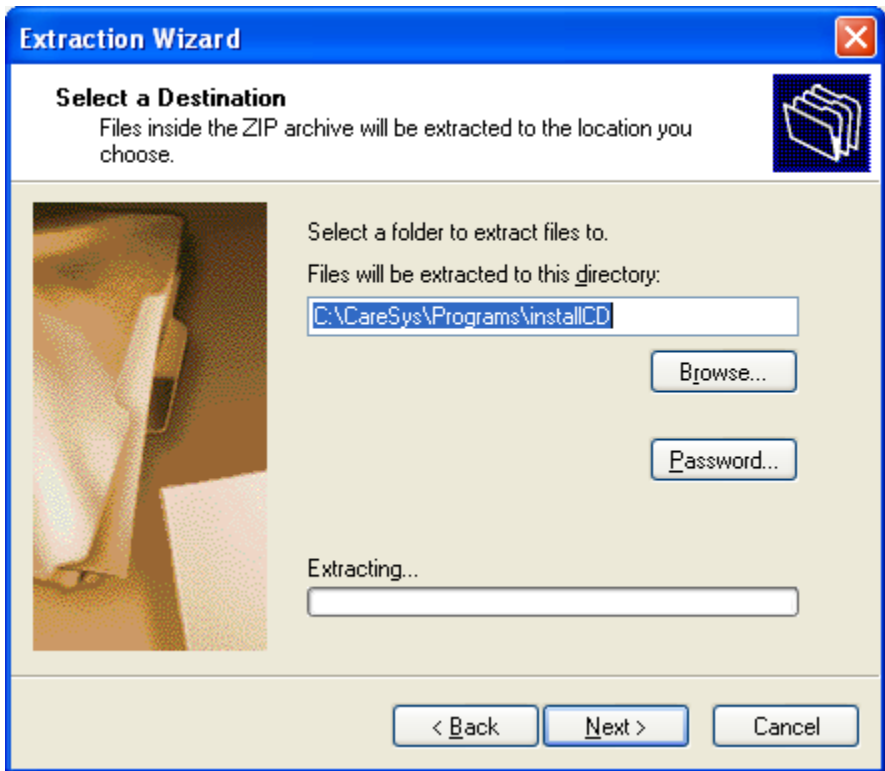 Extraction Wizard
Select a Destination
Files inside the ZIP archive will be extracted to the location you
choose.
Select a folder to extract files to.
Files will be extracted to this directory:
C:\CareSys\Programs\installCD
Browse...
Password...
Extracting...
< Back
Next >
Cancel